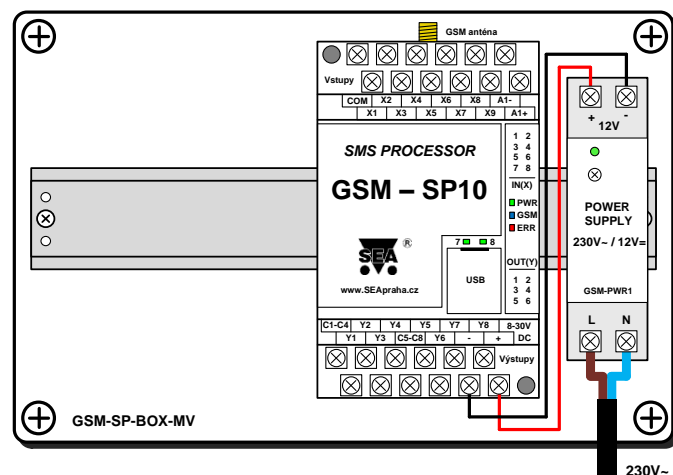 GSM anténa
Vstupy
COM X2 X4 X6 X8 A1-
X1 X3 X5 X7 X9 A1+
SMS PROCESSOR
GSM – SP10
SEA ®
www.SEApraha.cz
1 2
3 4
5 6
7 8
IN(X)
PWR
GSM
ERR
7 8
USB
OUT(Y)
1 2
3 4
5 6
C1-C4 Y2 Y4 Y5 Y7 Y8 8-30V
Y1 Y3 C5-C8 Y6 - + DC
Výstupy
+ -
12V
POWER
SUPPLY
230V~ / 12V=
GSM-PWR1
L N
GSM-SP-BOX-MV
230V~